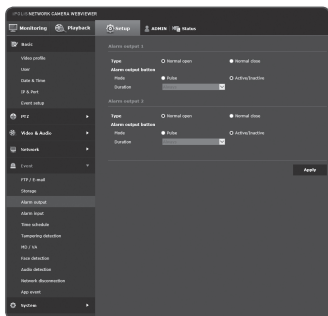 iPOLiS NETWORK CAMERA WEBVIEWER
Monitoring
Playback
Setup
ADMIN
Status
Basic
Video profile
User
Date & Time
IP & Port
Event setup
PTZ
Video & Audio
Network
Event
FTP / E-mail
Storage
Alarm output
Alarm input
Time schedule
Tampering detection
MD / VA
Face detection
Audio detection
Network disconnection
App event
System
Alarm output 1
Type
Normal open
Normal close
Alarm output button
Mode
Pulse
Active/Inactive
Duration
Alarm output 2
Type
Normal open
Normal close
Alarm output button
Mode
Pulse
Active/Inactive
Duration
Apply